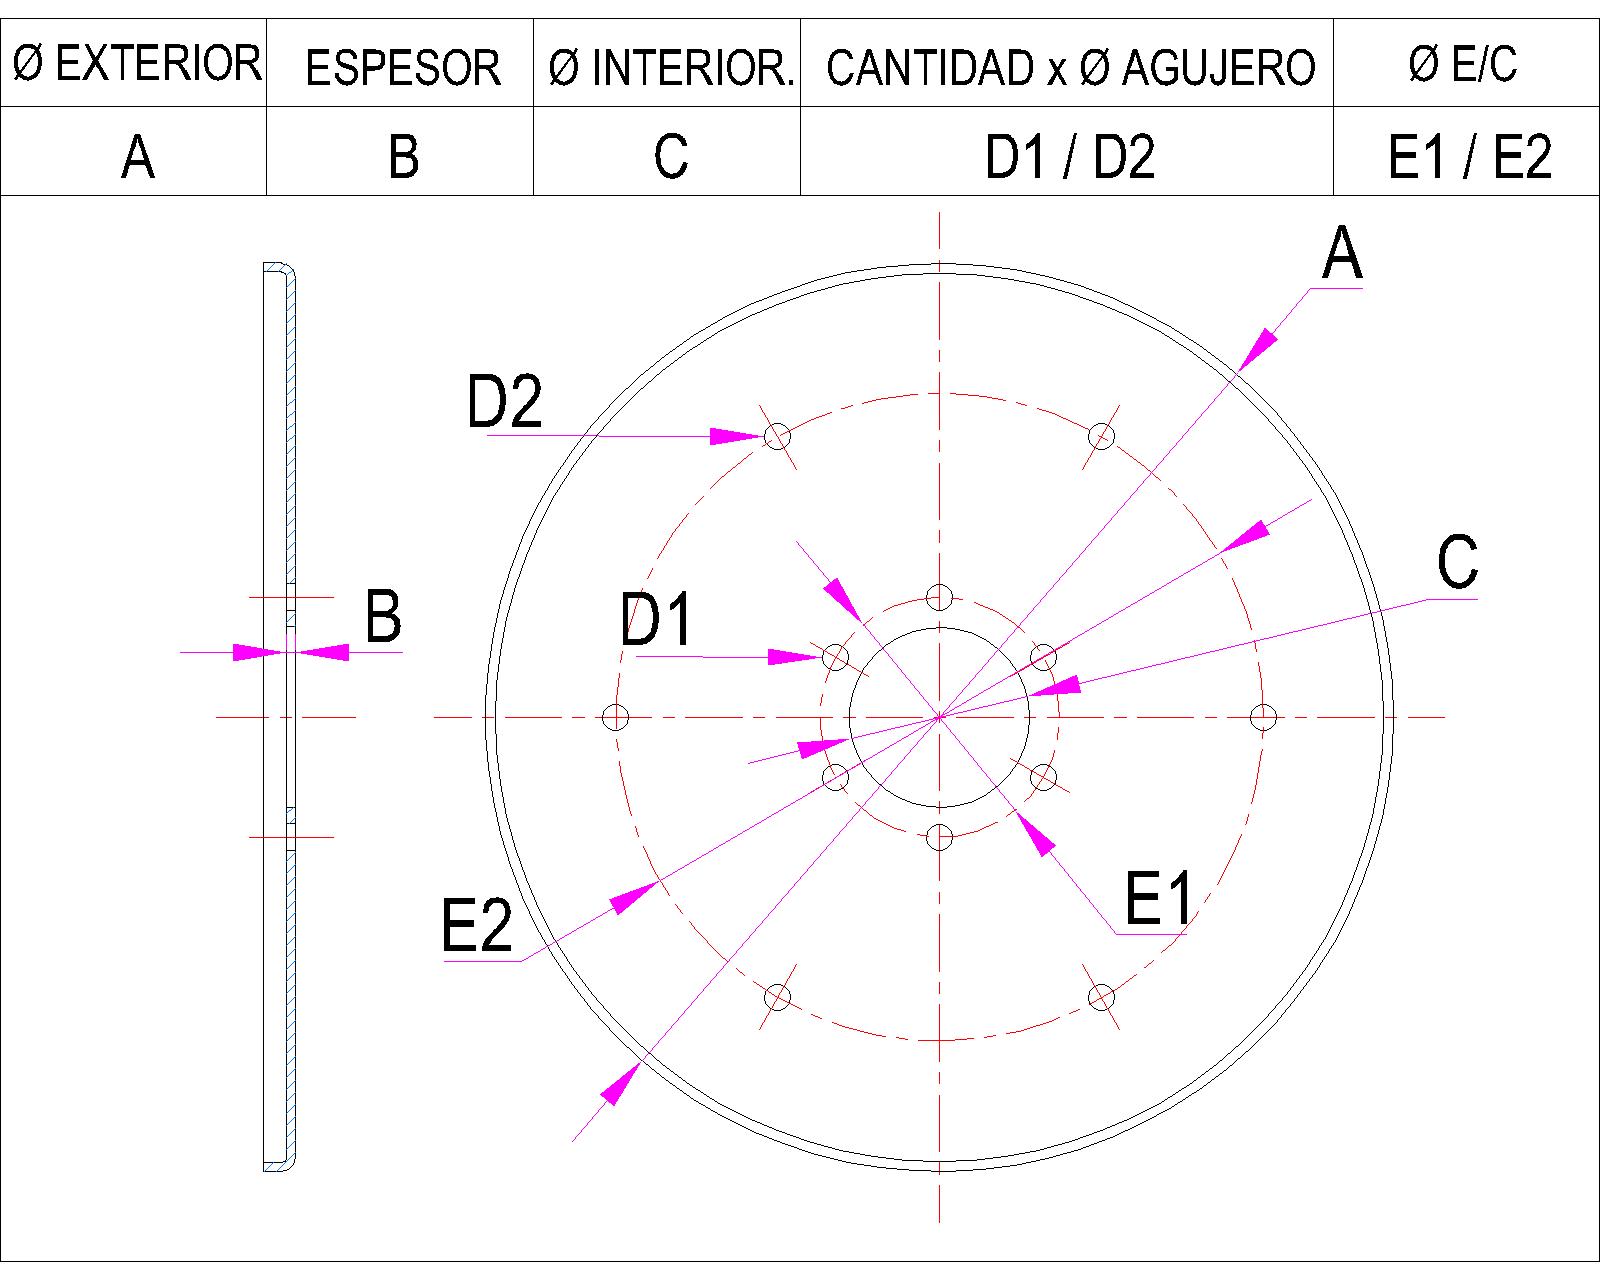 Ø EXTERIOR
ESPESOR
Ø INTERIOR.
CANTIDAD x Ø AGUJERO
Ø E/C
A
B
C
D1 / D2
E1 / E2
A
D2
C
B
D1
E1
E2